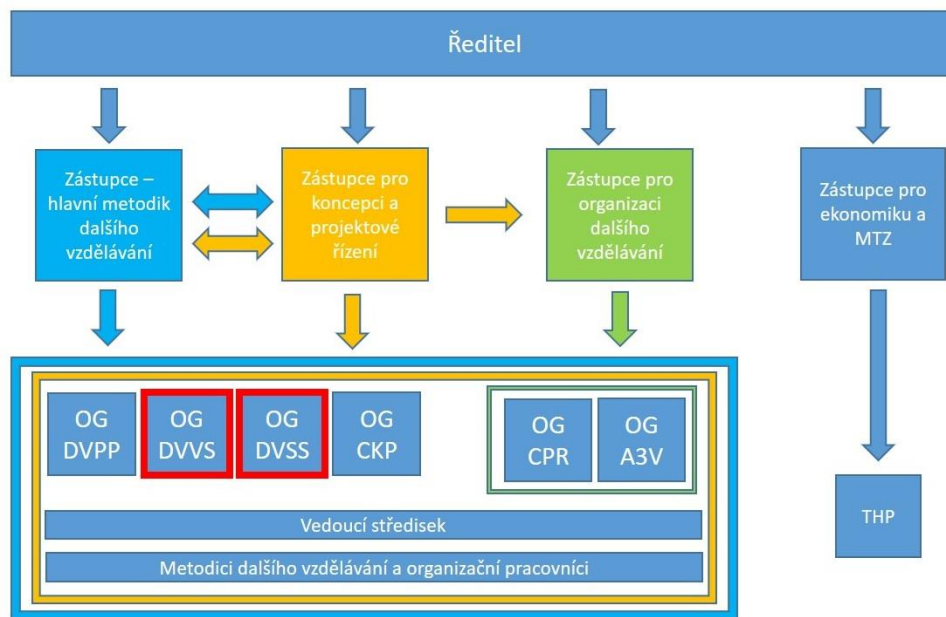 Ředitel
Zástupce –
hlavní metodik
dalšího
vzdělávání
Zástupce pro
koncepci a
projektové
řízení
Zástupce pro
organizaci
dalšího
vzdělávání
Zástupce pro
ekonomiku a
MTZ
OG
DVPP
OG
DVVS
OG
DVSS
OG
CKP
OG
CPR
OG
A3V
THP
Vedoucí středisek
Metodici dalšího vzdělávání a organizační pracovníci